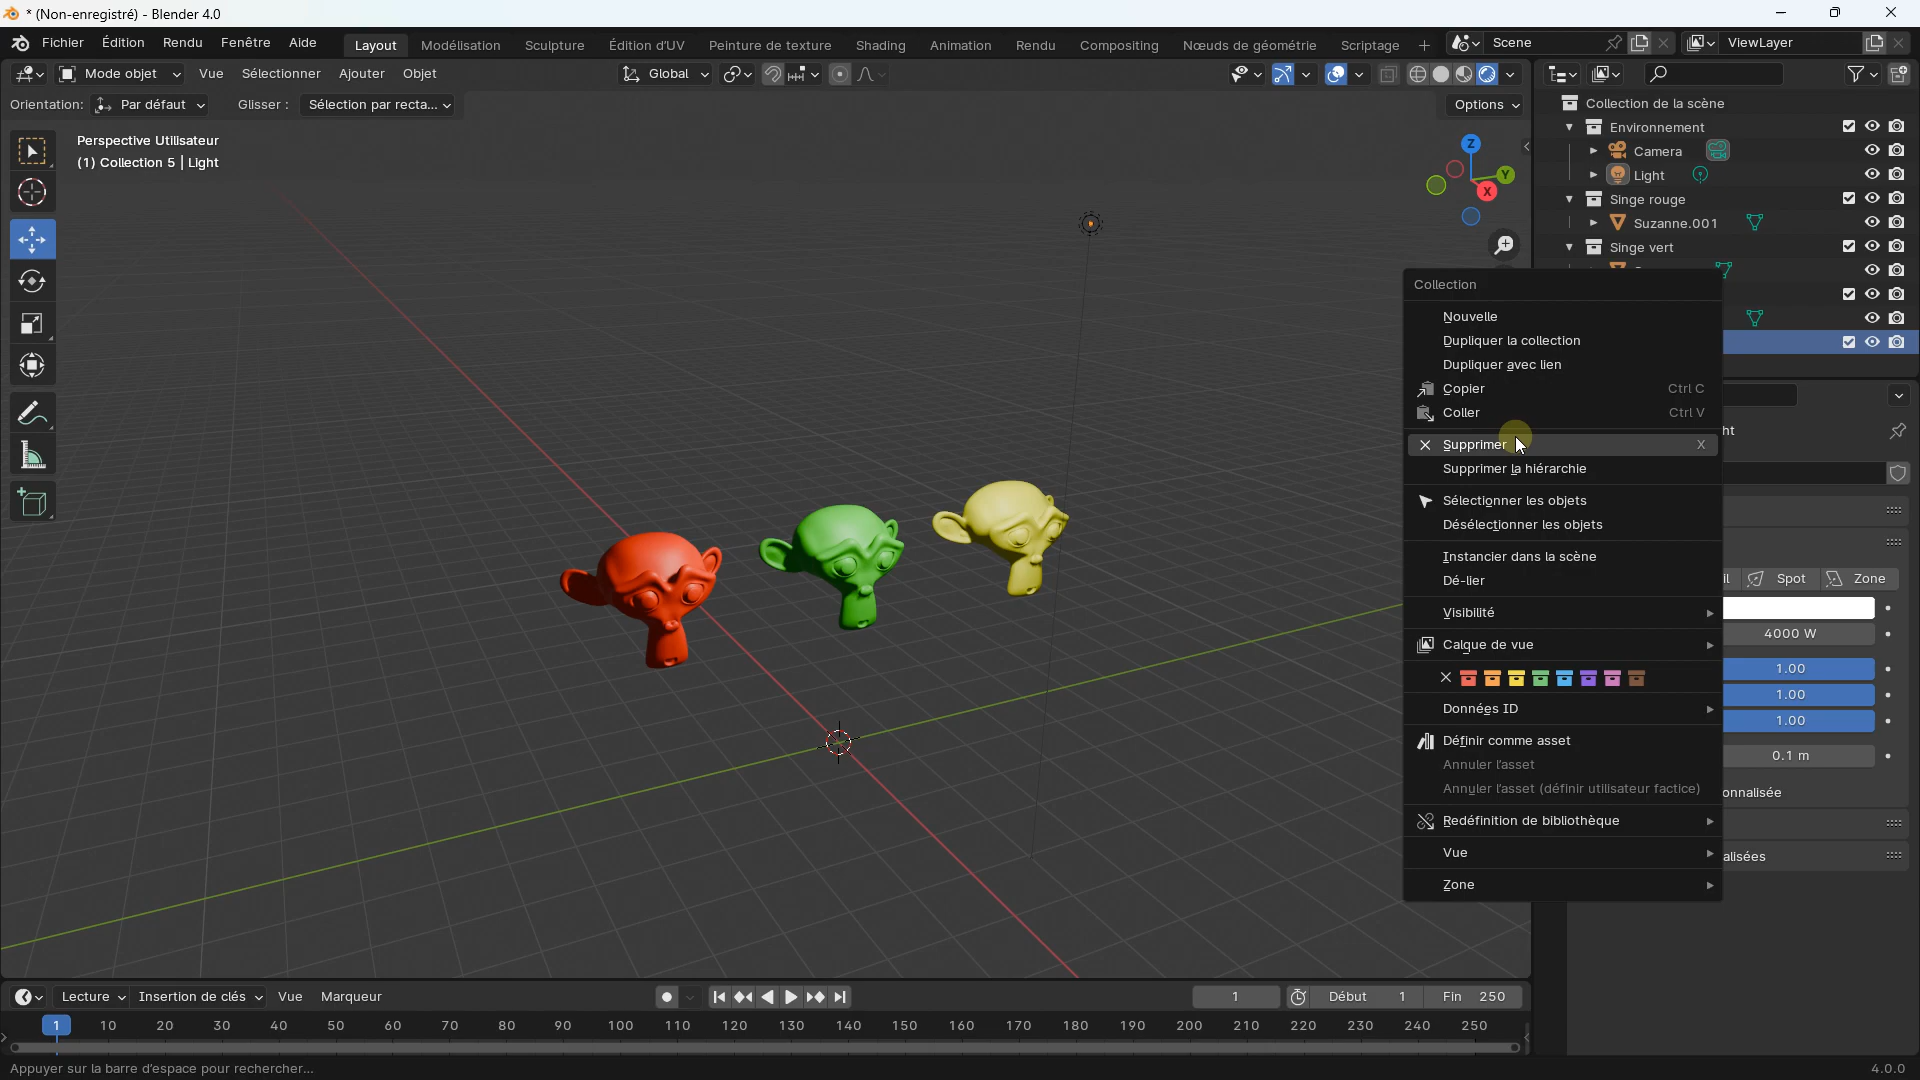 * (Non-enregistré) - Blender 4.0
Fichier Édition Rendu Fenêtre Aide Layout Modélisation Sculpture Édition d'UV Peinture de texture Shading Animation Rendu Compositing Nœuds de géométrie Scriptage + Scene ViewLayer
Mode objet Vue Sélectionner Ajouter Objet Global
Orientation: Par défaut Glisser : Sélection par recta... Options
Perspective Utilisateur
(1) Collection 5 | Light
Z
Y
X
Collection de la scène
Environnement
Camera
Light
Singe rouge
Suzanne.001
Singe vert
Collection
Nouvelle
Dupliquer la collection
Dupliquer avec lien
Copier Ctrl C
Coller Ctrl V
Supprimer X
Supprimer la hiérarchie
Sélectionner les objets
Désélectionner les objets
Instancier dans la scène
Dé-lier
Visibilité
Calque de vue
Données ID
Définir comme asset
Annuler l'asset
Annuler l'asset (définir utilisateur factice)
Redéfinition de bibliothèque
Vue
Zone
ht
il Spot Zone
4000 W
1.00
1.00
1.00
0.1 m
onnalisée
alisées
Lecture Insertion de clés Vue Marqueur 1 Début 1 Fin 250
1 10 20 30 40 50 60 70 80 90 100 110 120 130 140 150 160 170 180 190 200 210 220 230 240 250
Appuyer sur la barre d'espace pour rechercher... 4.0.0